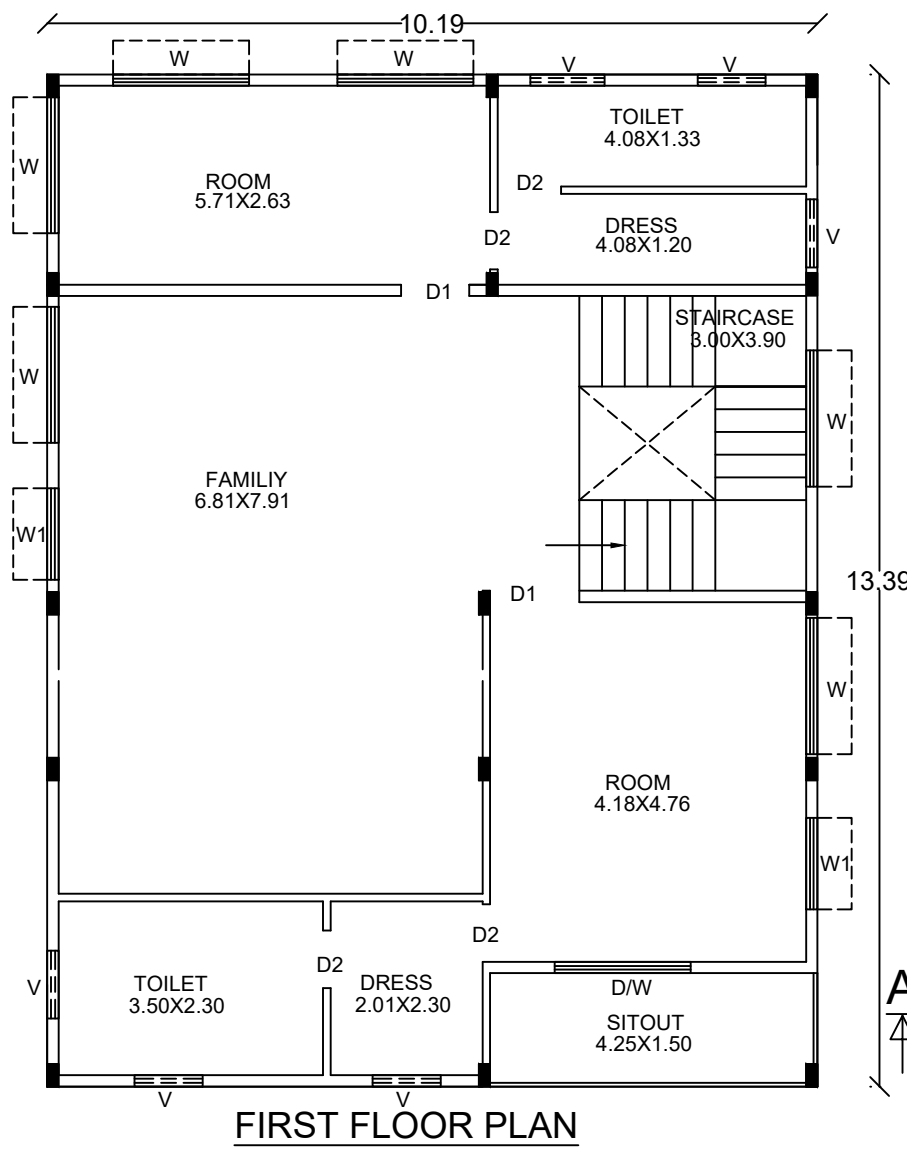 10.19
W
W
V
V
TOILET
4.08X1.33
W
ROOM
5.71X2.63
D2
DRESS
4.08X1.20
D2
V
D1
STAIRCASE
3.00X3.90
W
W
FAMILIY
6.81X7.91
W1
13.39
D1
W
ROOM
4.18X4.76
W1
D2
D2
TOILET
3.50X2.30
DRESS
2.01X2.30
V
D/W
SITOUT
4.25X1.50
A
V
V
FIRST FLOOR PLAN